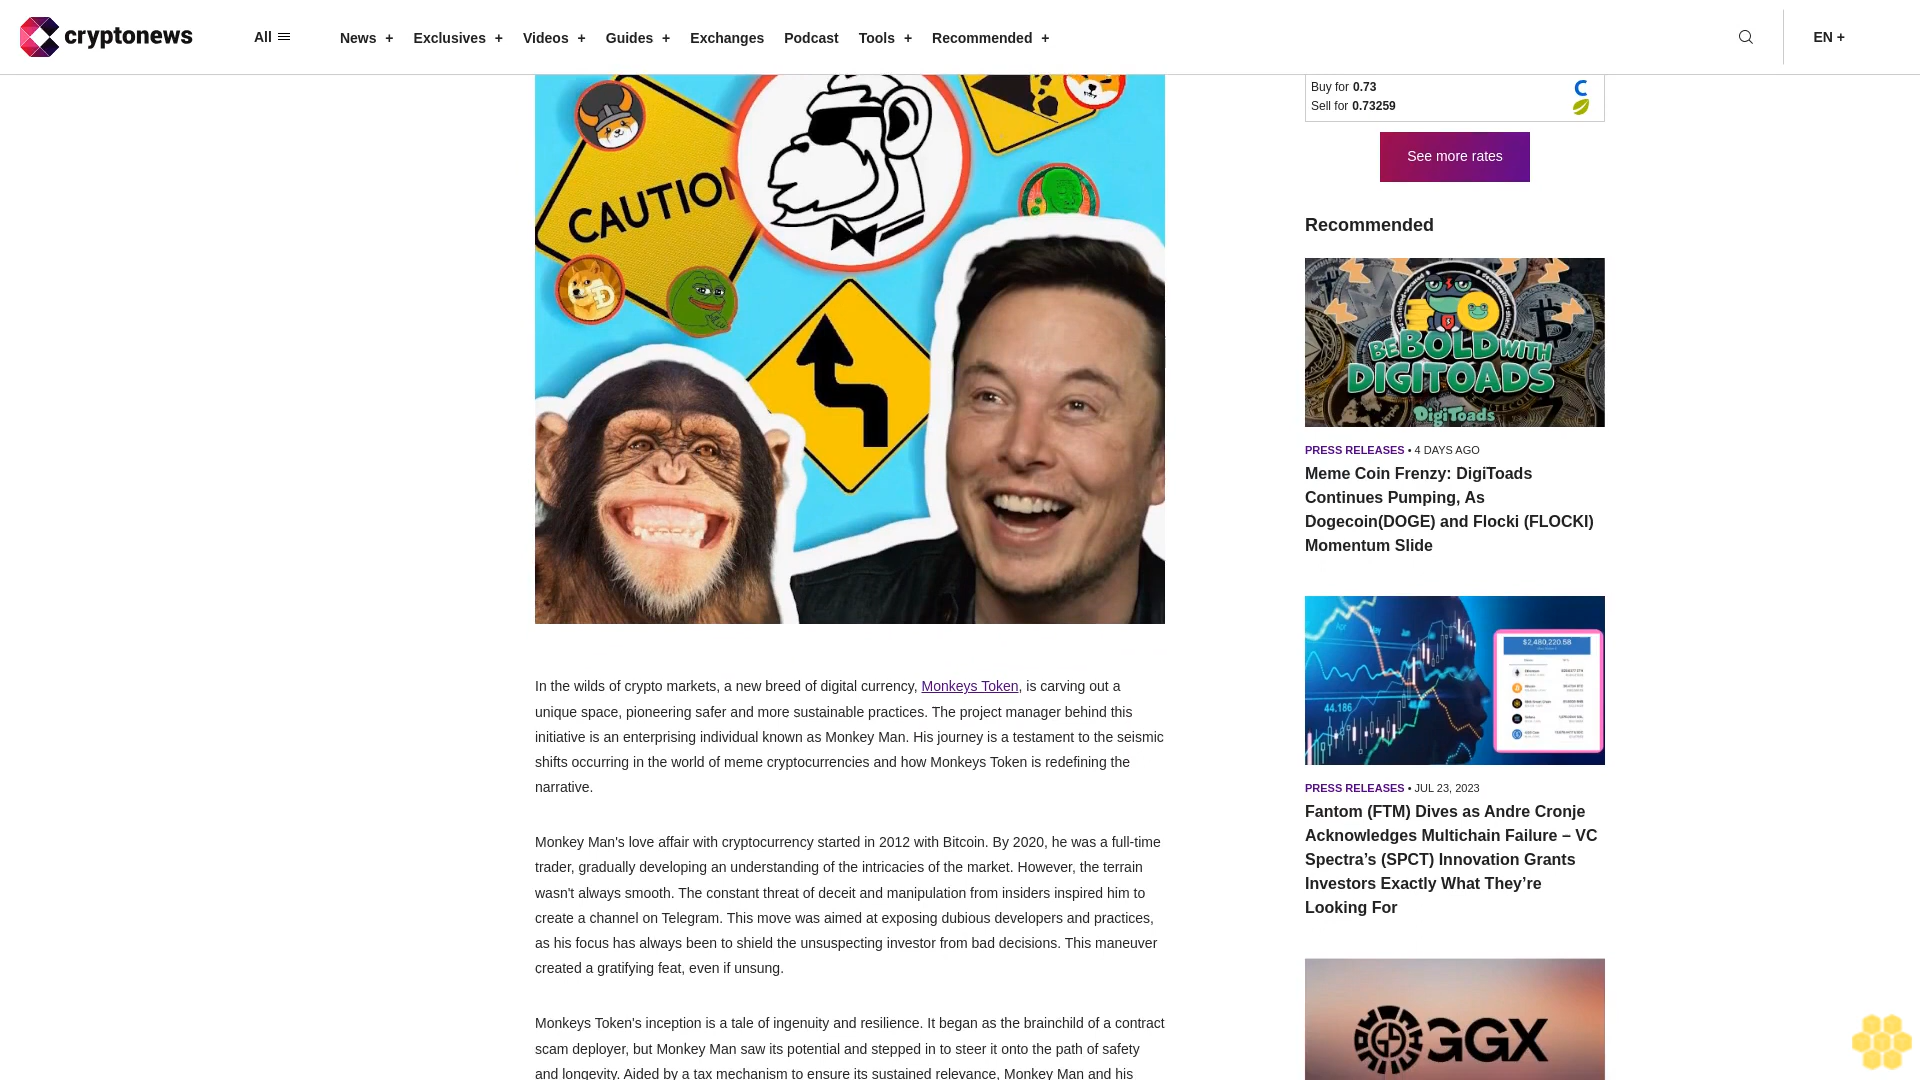 cryptonews
All
News +
Exclusives +
Videos +
Guides +
Exchanges
Podcast
Tools +
Recommended +
EN +
CAUTION
In the wilds of crypto markets, a new breed of digital currency, Monkeys Token, is carving out a
unique space, pioneering safer and more sustainable practices. The project manager behind this
initiative is an enterprising individual known as Monkey Man. His journey is a testament to the seismic
shifts occurring in the world of meme cryptocurrencies and how Monkeys Token is redefining the
narrative.
Monkey Man's love affair with cryptocurrency started in 2012 with Bitcoin. By 2020, he was a full-time
trader, gradually developing an understanding of the intricacies of the market. However, the terrain
wasn't always smooth. The constant threat of deceit and manipulation from insiders inspired him to
create a channel on Telegram. This move was aimed at exposing dubious developers and practices,
as his focus has always been to shield the unsuspecting investor from bad decisions. This maneuver
created a gratifying feat, even if unsung.
Monkeys Token's inception is a tale of ingenuity and resilience. It began as the brainchild of a contract
scam deployer, but Monkey Man saw its potential and stepped in to steer it onto the path of safety
and longevity. Aided by a tax mechanism to ensure its sustained relevance, Monkey Man and his
Buy for 0.73
Sell for 0.73259
See more rates
Recommended
BE BOLD WITH
DIGITOADS
DigiToads
PRESS RELEASES • 4 DAYS AGO
Meme Coin Frenzy: DigiToads
Continues Pumping, As
Dogecoin(DOGE) and Flocki (FLOCKI)
Momentum Slide
$2,480,220.58
44.186
PRESS RELEASES • JUL 23, 2023
Fantom (FTM) Dives as Andre Cronje
Acknowledges Multichain Failure – VC
Spectra’s (SPCT) Innovation Grants
Investors Exactly What They’re
Looking For
GGX